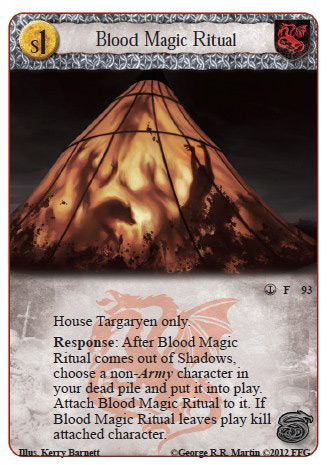 s1
Blood Magic Ritual
F 93
House Targaryen only.
Response: After Blood Magic
Ritual comes out of Shadows,
choose a non-Army character in
your dead pile and put it into play.
Attach Blood Magic Ritual to it. If
Blood Magic Ritual leaves play kill
attached character.
Illus. Kerry Barnett ©George R.R. Martin ©2012 FFG